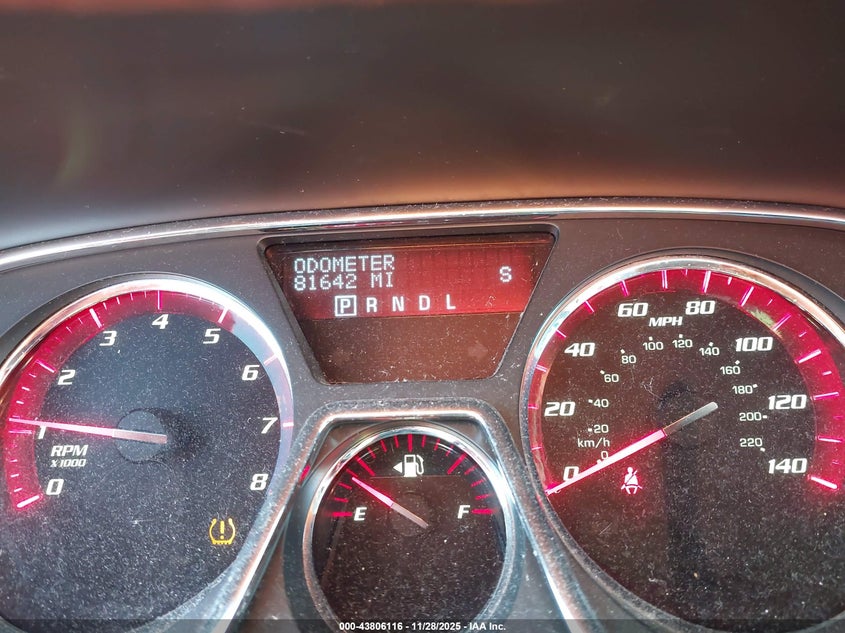 ODOMETER
81642 MI
S
P R N D L
0 1 2 3 4 5 6 7 8
RPM
X1000
E F
0 20 40 60 80 100 120 140
MPH
0 20 40 60 80 100 120 140 160 180 200 220
km/h
000-43806116 - 11/28/2025 - IAA Inc.